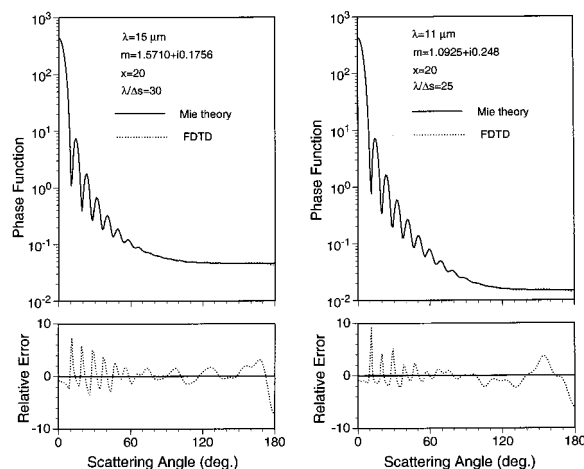 λ=15 μm
m=1.5710+i0.1756
x=20
λ/Δs=30
Mie theory
FDTD
Phase Function
10³
10²
10¹
10⁰
10⁻¹
10⁻²
Relative Error
10
0
-10
0 60 120 180
Scattering Angle (deg.)
λ=11 μm
m=1.0925+i0.248
x=20
λ/Δs=25
Mie theory
FDTD
Phase Function
10³
10²
10¹
10⁰
10⁻¹
10⁻²
Relative Error
10
0
-10
0 60 120 180
Scattering Angle (deg.)